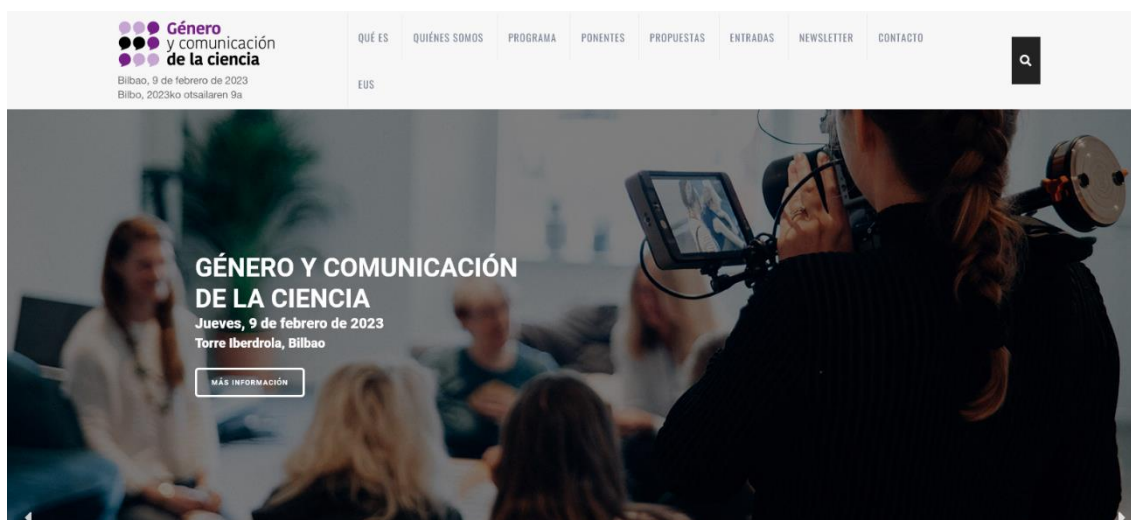 Género
y comunicación
de la ciencia
Bilbao, 9 de febrero de 2023
Bilbo, 2023ko otsailaren 9a
QUÉ ES
QUIÉNES SOMOS
PROGRAMA
PONENTES
PROPUESTAS
ENTRADAS
NEWSLETTER
CONTACTO
EUS
GÉNERO Y COMUNICACIÓN
DE LA CIENCIA
Jueves, 9 de febrero de 2023
Torre Iberdrola, Bilbao
MÁS INFORMACIÓN